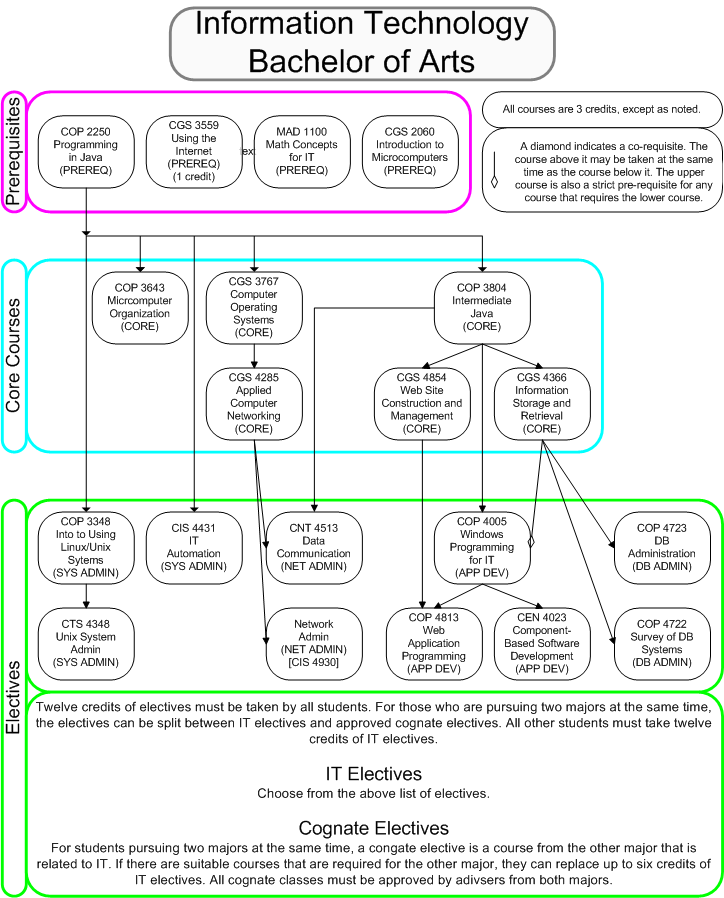 Information Technology
Bachelor of Arts
Prerequisites
COP 2250
Programming
in Java
(PREREQ)
CGS 3559
Using the
Internet
(PREREQ)
(1 credit)
tex
MAD 1100
Math Concepts
for IT
(PREREQ)
CGS 2060
Introduction to
Microcomputers
(PREREQ)
All courses are 3 credits, except as noted.
A diamond indicates a co-requisite. The
course above it may be taken at the same
time as the course below it. The upper
course is also a strict pre-requisite for any
course that requires the lower course.
Core Courses
COP 3643
Micrcomputer
Organization
(CORE)
CGS 3767
Computer
Operating
Systems
(CORE)
COP 3804
Intermediate
Java
(CORE)
CGS 4285
Applied
Computer
Networking
(CORE)
CGS 4854
Web Site
Construction and
Management
(CORE)
CGS 4366
Information
Storage and
Retrieval
(CORE)
Electives
COP 3348
Into to Using
Linux/Unix
Sytems
(SYS ADMIN)
CIS 4431
IT
Automation
(SYS ADMIN)
CNT 4513
Data
Communication
(NET ADMIN)
COP 4005
Windows
Programming
for IT
(APP DEV)
COP 4723
DB
Administration
(DB ADMIN)
CTS 4348
Unix System
Admin
(SYS ADMIN)
Network
Admin
(NET ADMIN)
[CIS 4930]
COP 4813
Web
Application
Programming
(APP DEV)
CEN 4023
Component-
Based Software
Development
(APP DEV)
COP 4722
Survey of DB
Systems
(DB ADMIN)
Twelve credits of electives must be taken by all students. For those who are pursuing two majors at the same time,
the electives can be split between IT electives and approved cognate electives. All other students must take twelve
credits of IT electives.
IT Electives
Choose from the above list of electives.
Cognate Electives
For students pursuing two majors at the same time, a congate elective is a course from the other major that is
related to IT. If there are suitable courses that are required for the other major, they can replace up to six credits of
IT electives. All cognate classes must be approved by adivsers from both majors.